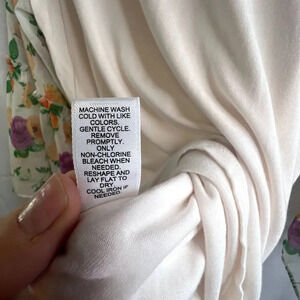 MACHINE WASH
COLD WITH LIKE
COLORS.
GENTLE CYCLE.
REMOVE
PROMPTLY.
ONLY
NON-CHLORINE
BLEACH WHEN
NEEDED.
RESHAPE AND
LAY FLAT TO
DRY
COOL IRON IF
NEEDED.